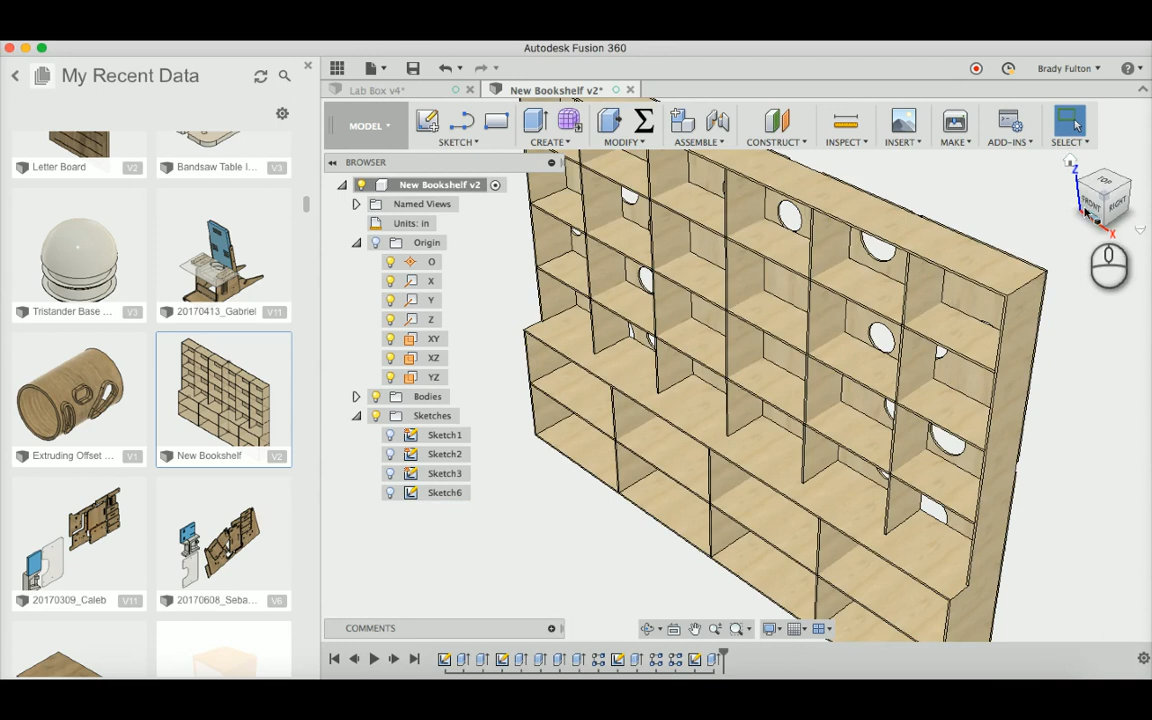 Autodesk Fusion 360
My Recent Data
Brady Fulton
Lab Box v4*
New Bookshelf v2*
MODEL
SKETCH
CREATE
MODIFY
ASSEMBLE
CONSTRUCT
INSPECT
INSERT
MAKE
ADD-INS
SELECT
Letter Board V2
Bandsaw Table i... V3
BROWSER
New Bookshelf v2
Named Views
Units: in
Origin
O
X
Y
Z
XY
XZ
YZ
Bodies
Sketches
Sketch1
Sketch2
Sketch3
Sketch6
TOP
FRONT
RIGHT
Z
X
Tristander Base ... V3
20170413_Gabriel V11
Extruding Offset ... V1
New Bookshelf V2
20170309_Caleb V11
20170608_Seba... V6
COMMENTS